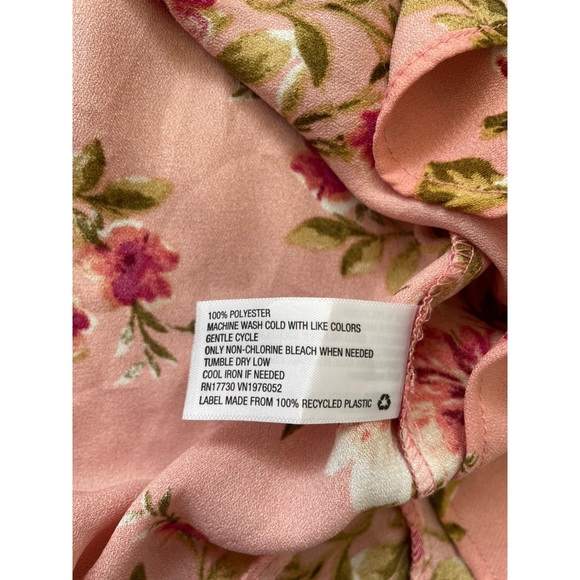 100% POLYESTER
MACHINE WASH COLD WITH LIKE COLORS
GENTLE CYCLE
ONLY NON-CHLORINE BLEACH WHEN NEEDED
TUMBLE DRY LOW
COOL IRON IF NEEDED
RN17730 VN1976052
LABEL MADE FROM 100% RECYCLED PLASTIC